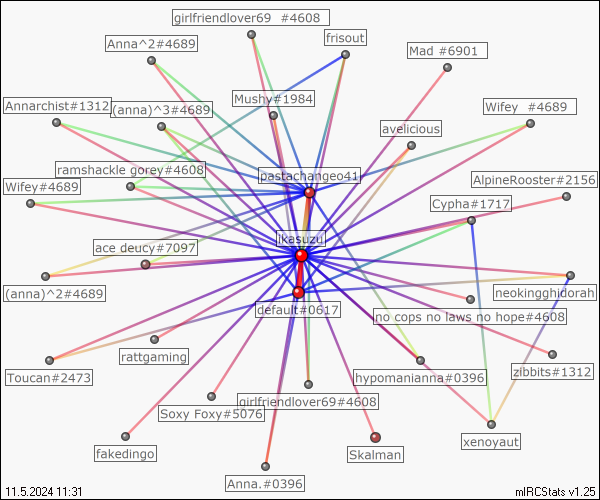 girlfriendlover69 #4608
Anna^2#4689
frisout
Mad #6901
Mushy#1984
Annarchist#1312
(anna)^3#4689
Wifey #4689
avelicious
ramshackle gorey#4608
pastachangeo41
AlpineRooster#2156
Wifey#4689
Cypha#1717
ikasuzu
ace deucy#7097
(anna)^2#4689
neokingghidorah
default#0617
no cops no laws no hope#4608
rattgaming
Toucan#2473
hypomanianna#0396
zibbits#1312
girlfriendlover69#4608
Soxy Foxy#5076
xenoyaut
fakedingo
Skalman
Anna.#0396
11.5.2024 11:31
mIRCStats v1.25